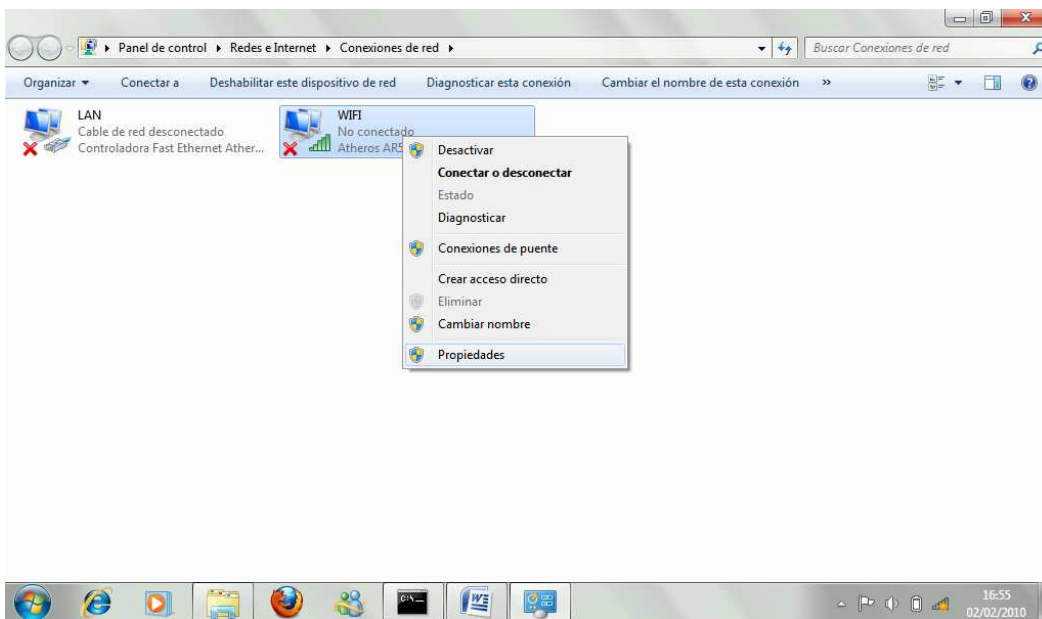 Panel de control Redes e Internet Conexiones de red
Buscar Conexiones de red
Organizar Conectar a Deshabilitar este dispositivo de red Diagnosticar esta conexión Cambiar el nombre de esta conexión »
LAN
Cable de red desconectado
Controladora Fast Ethernet Ather...
WIFI
No conectado
Atheros AR5
Desactivar
Conectar o desconectar
Estado
Diagnosticar
Conexiones de puente
Crear acceso directo
Eliminar
Cambiar nombre
Propiedades
16:55
02/02/2010